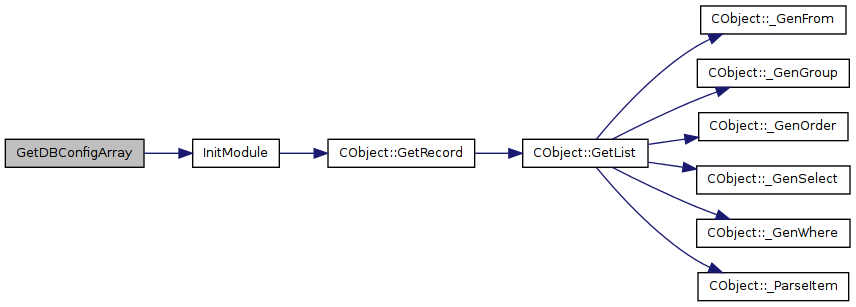 GetDBConfigArray
InitModule
CObject::GetRecord
CObject::GetList
CObject::_GenFrom
CObject::_GenGroup
CObject::_GenOrder
CObject::_GenSelect
CObject::_GenWhere
CObject::_ParseItem